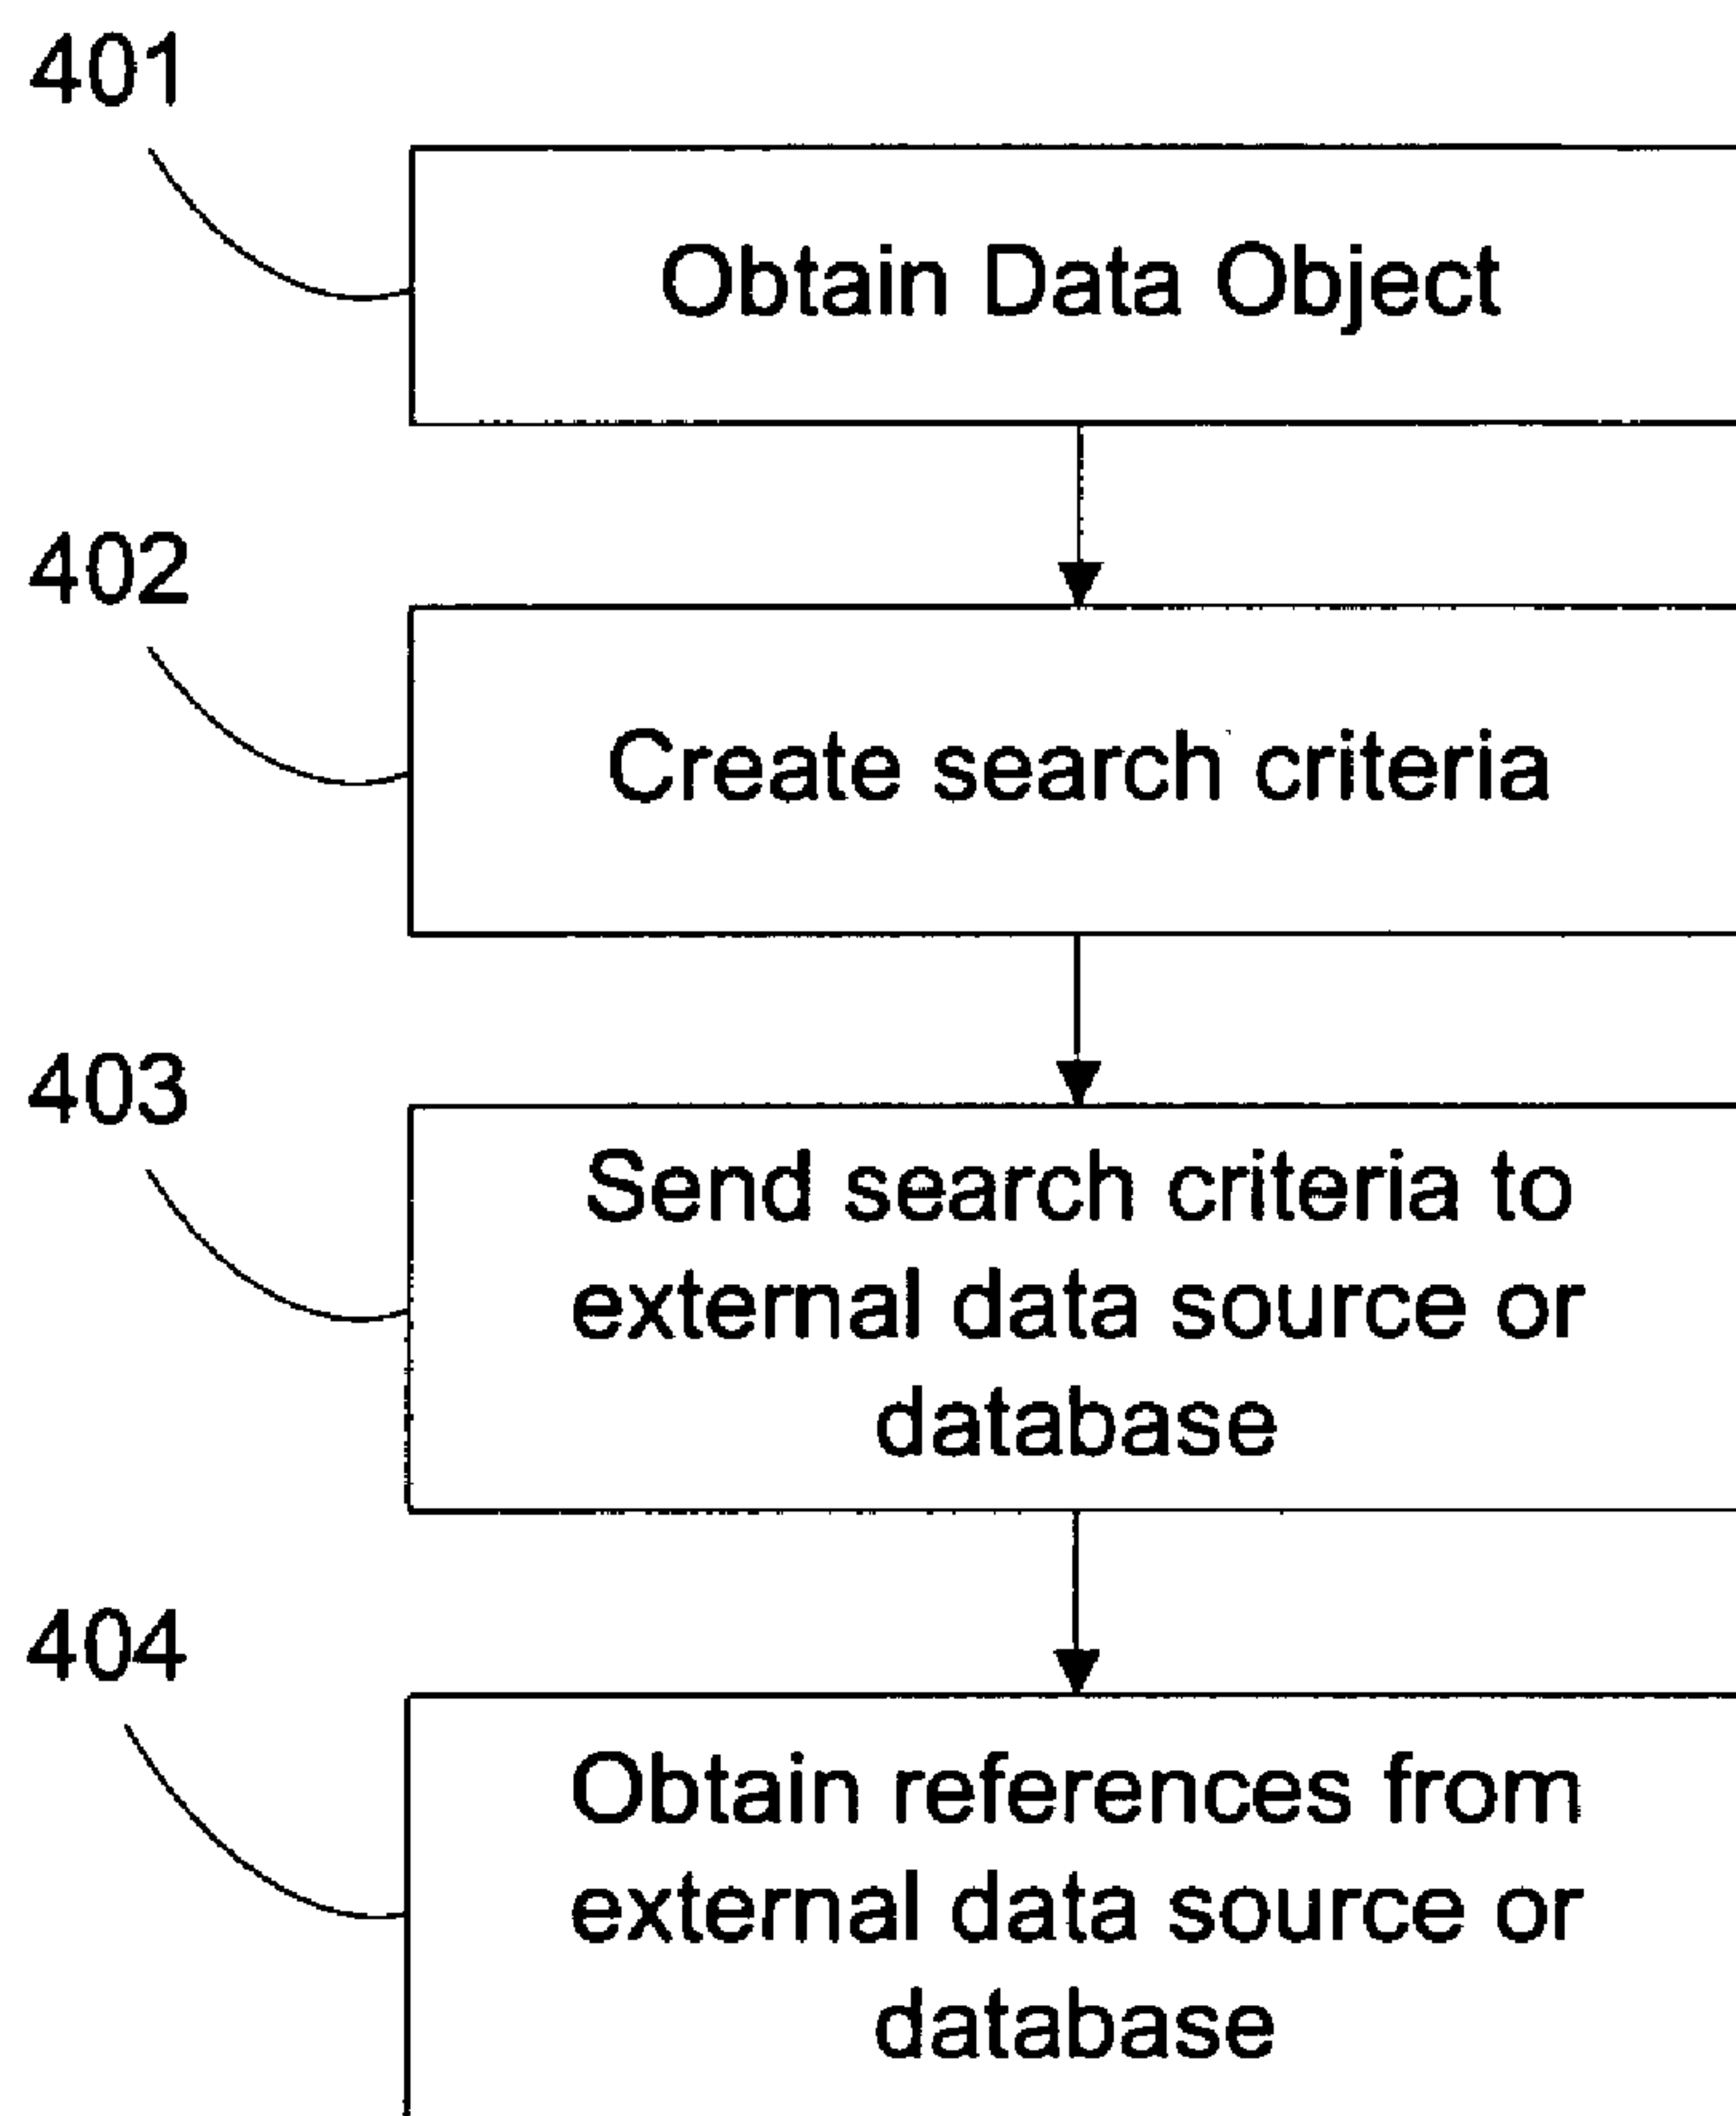 401
Obtain Data Object
402
Create search criteria
403
Send search criteria to
external data source or
database
404
Obtain references from
external data source or
database